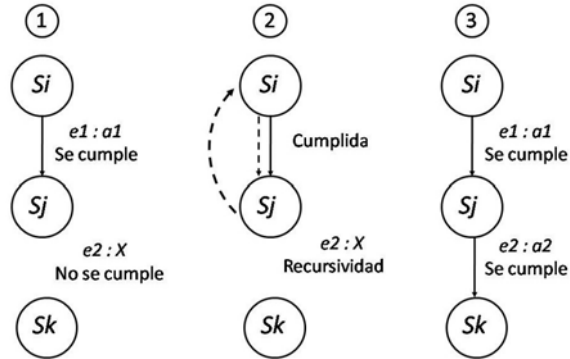 1
2
3
Si
Si
Si
e1 : a1
Se cumple
Cumplida
e1 : a1
Se cumple
Sj
Sj
Sj
e2 : X
No se cumple
e2 : X
Recursividad
e2 : a2
Se cumple
Sk
Sk
Sk